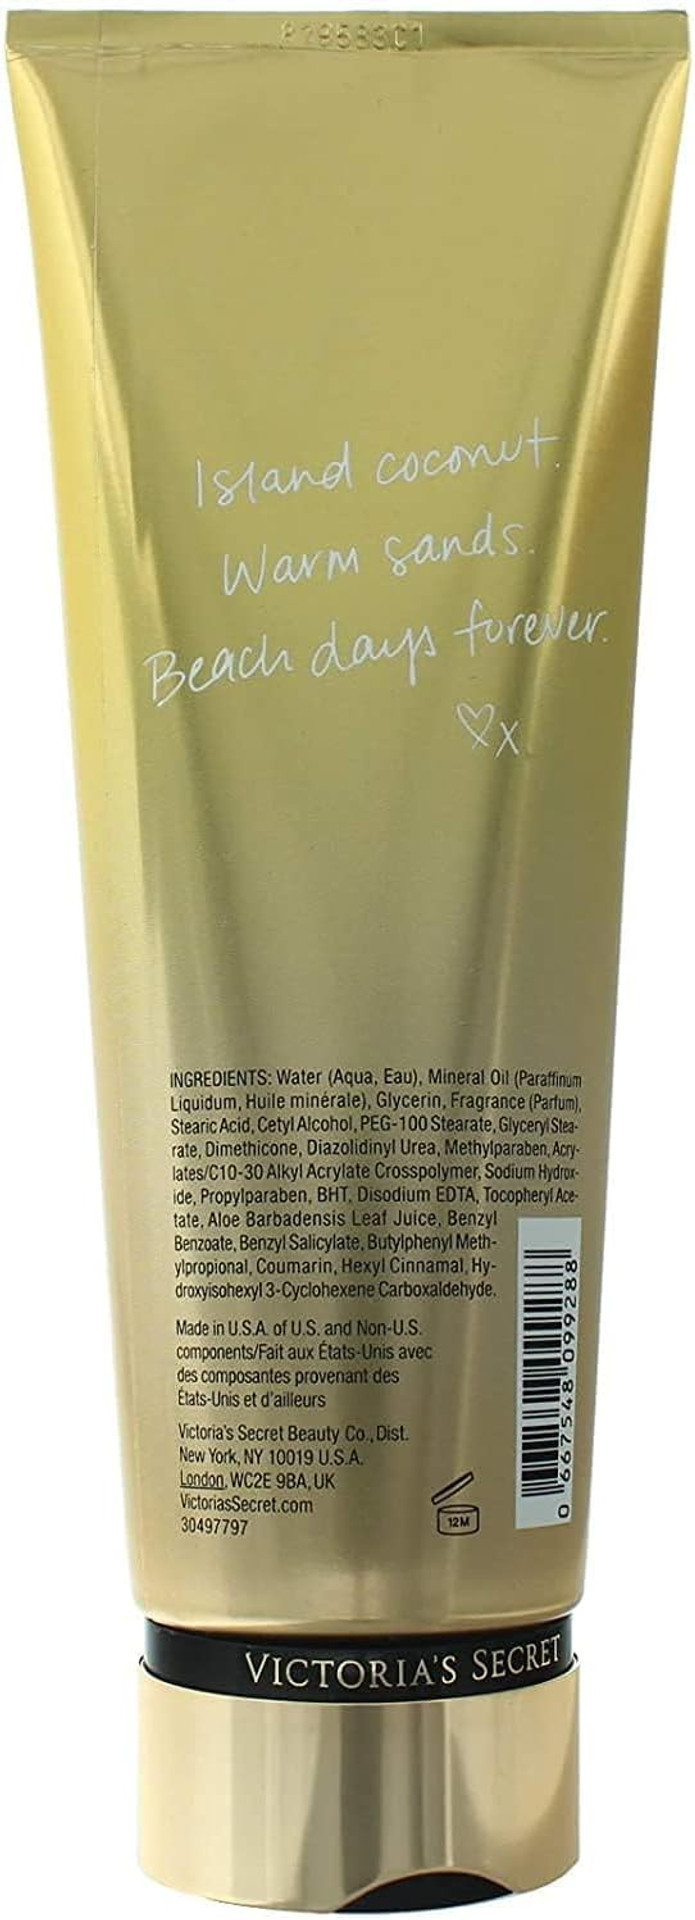 Island coconut.
Warm sands.
Beach days forever.
X
INGREDIENTS: Water (Aqua, Eau), Mineral Oil (Paraffinum
Liquidum, Huile minérale), Glycerin, Fragrance (Parfum),
Stearic Acid, Cetyl Alcohol, PEG-100 Stearate, Glyceryl Stea-
rate, Dimethicone, Diazolidinyl Urea, Methylparaben, Acry-
lates/C10-30 Alkyl Acrylate Crosspolymer, Sodium Hydrox-
ide, Propylparaben, BHT, Disodium EDTA, Tocopheryl Ace-
tate, Aloe Barbadensis Leaf Juice, Benzyl
Benzoate, Benzyl Salicylate, Butylphenyl Meth-
ylpropional, Coumarin, Hexyl Cinnamal, Hy-
droxyisohexyl 3-Cyclohexene Carboxaldehyde.
Made in U.S.A. of U.S. and Non-U.S.
components/Fait aux États-Unis avec
des composantes provenant des
États-Unis et d'ailleurs
Victoria's Secret Beauty Co., Dist.
New York, NY 10019 U.S.A.
London, WC2E 9BA, UK
VictoriasSecret.com
30497797
12M
0 667548 099288
VICTORIA'S SECRET